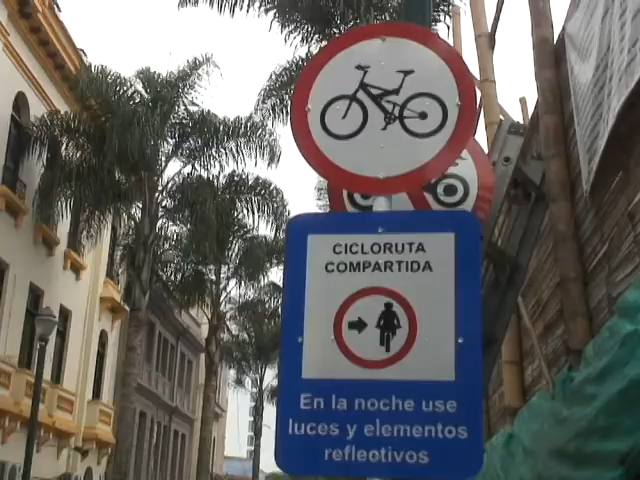 CICLORUTA
COMPARTIDA
En la noche use
luces y elementos
reflectivos